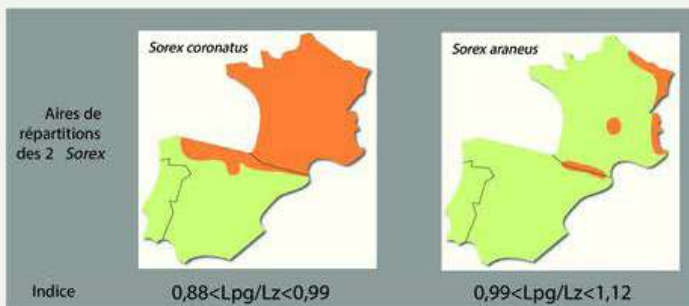 Sorex coronatus
Sorex araneus
Aires de
répartitions
des 2 Sorex
Indice
0,88<Lpg/Lz<0,99
0,99<Lpg/Lz<1,12